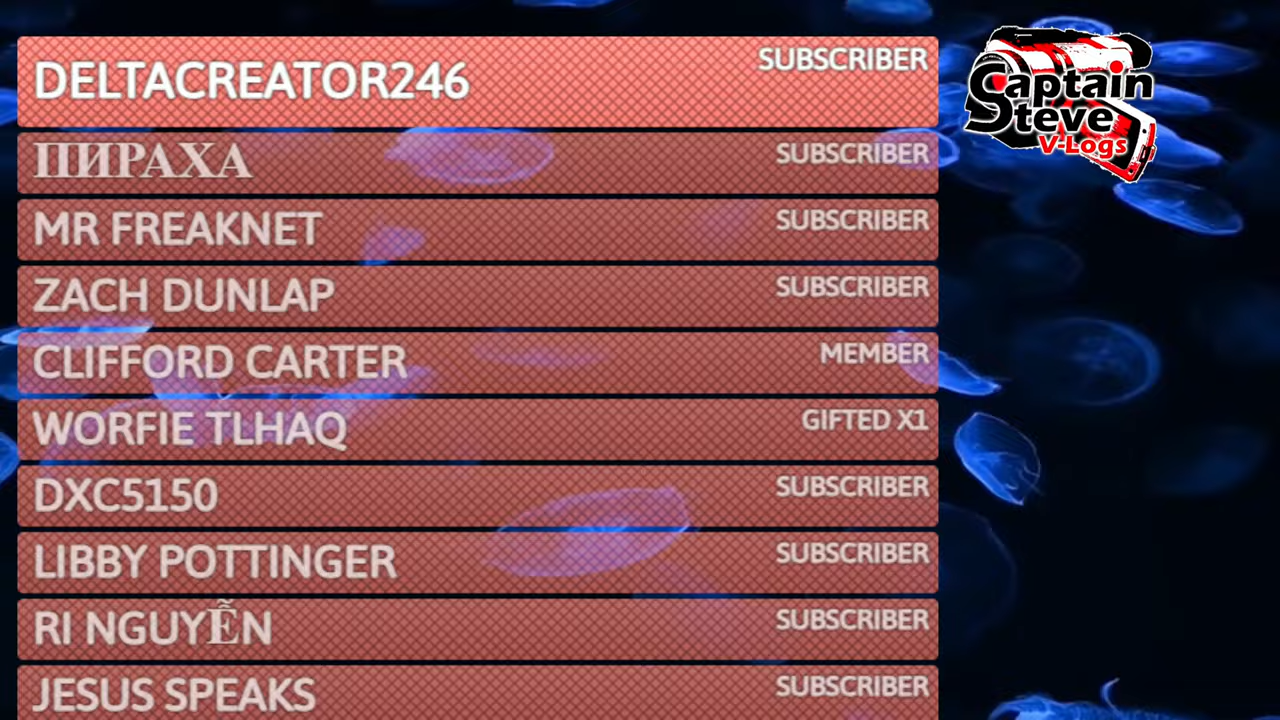 DELTACREATOR246 SUBSCRIBER
ПИРАХА SUBSCRIBER
MR FREAKNET SUBSCRIBER
ZACH DUNLAP SUBSCRIBER
CLIFFORD CARTER MEMBER
WORFIE TLHAQ GIFTED X1
DXC5150 SUBSCRIBER
LIBBY POTTINGER SUBSCRIBER
RI NGUYỄN SUBSCRIBER
JESUS SPEAKS SUBSCRIBER
Captain
Steve
V-Logs